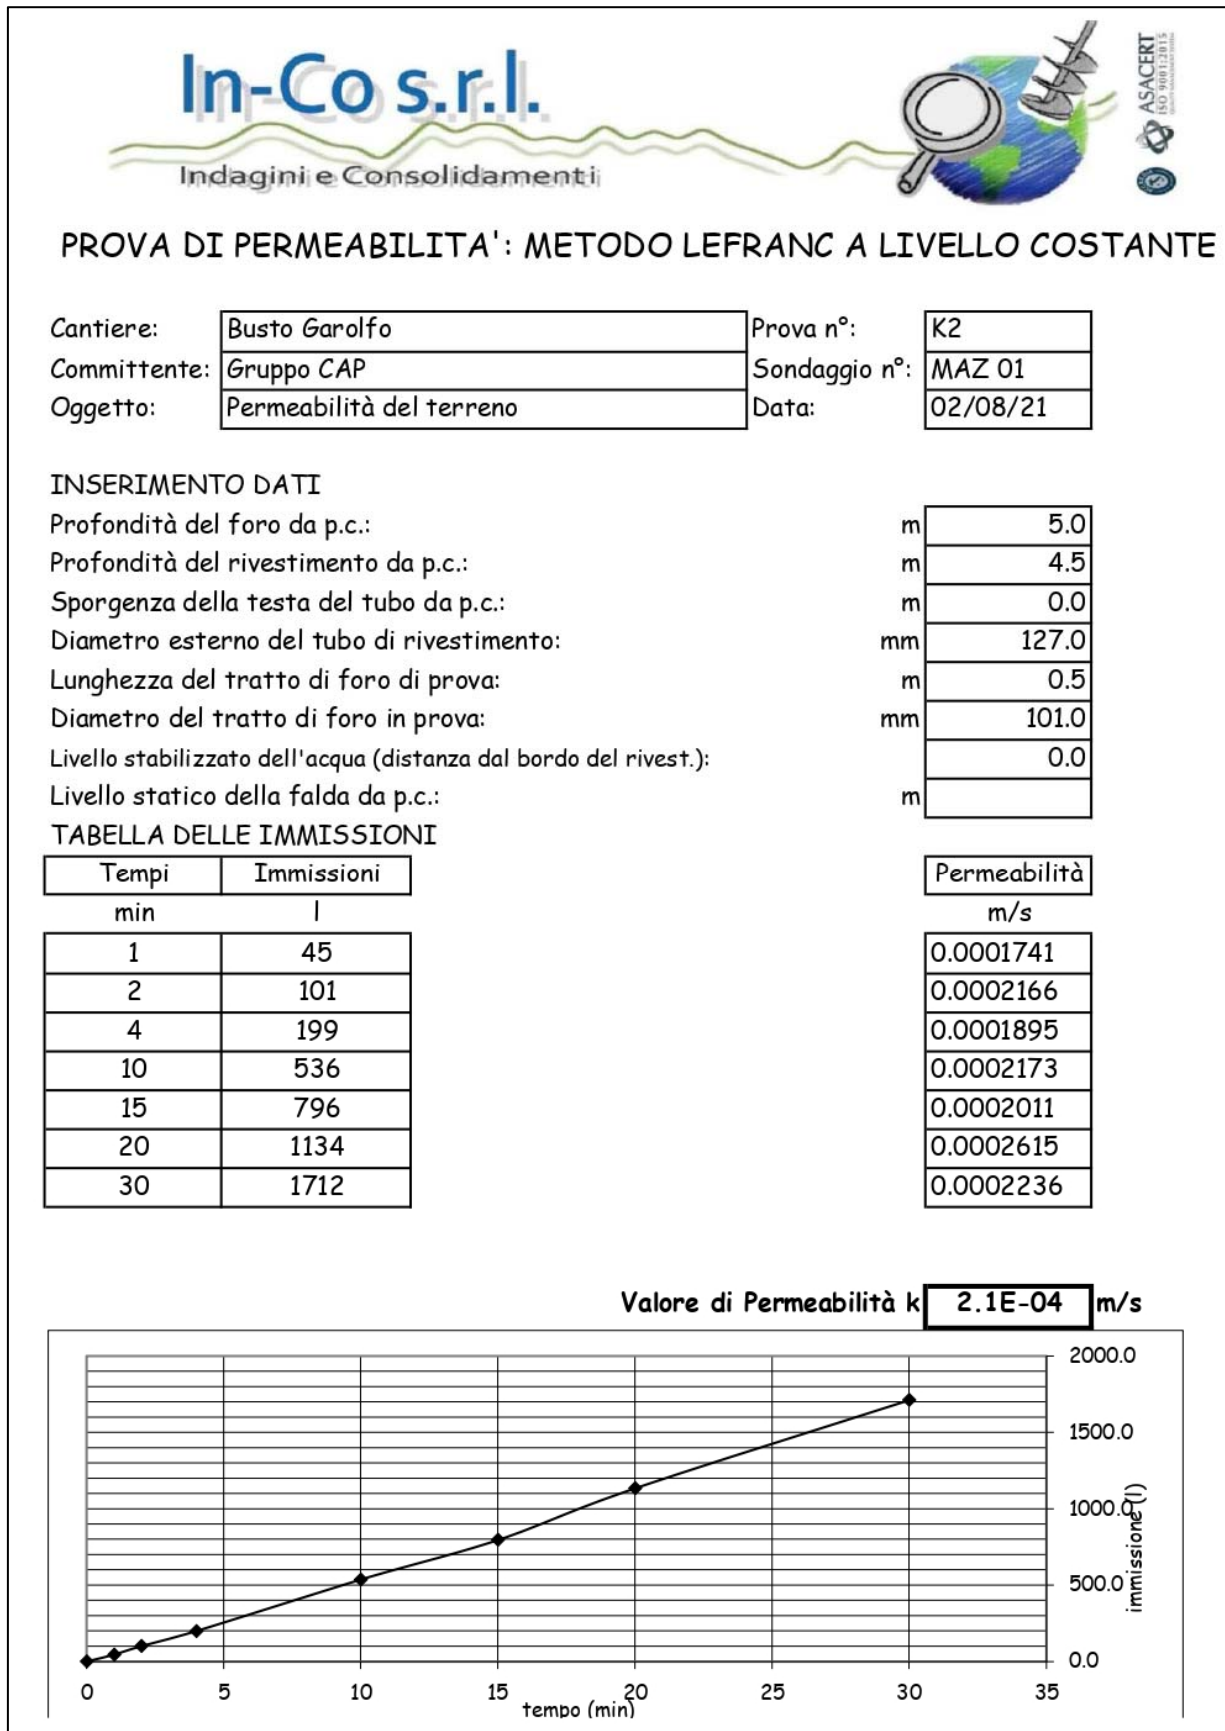 In-Co s.r.l.
Indagini e Consolidamenti
ASACERT
ISO 9001:2015
PROVA DI PERMEABILITA': METODO LEFRANC A LIVELLO COSTANTE
Cantiere: Busto Garolfo Prova n°: K2
Committente: Gruppo CAP Sondaggio n°: MAZ 01
Oggetto: Permeabilità del terreno Data: 02/08/21
INSERIMENTO DATI
Profondità del foro da p.c.: m 5.0
Profondità del rivestimento da p.c.: m 4.5
Sporgenza della testa del tubo da p.c.: m 0.0
Diametro esterno del tubo di rivestimento: mm 127.0
Lunghezza del tratto di foro di prova: m 0.5
Diametro del tratto di foro in prova: mm 101.0
Livello stabilizzato dell'acqua (distanza dal bordo del rivest.): 0.0
Livello statico della falda da p.c.: m
TABELLA DELLE IMMISSIONI
Tempi Immissioni Permeabilità
min l m/s
1 45 0.0001741
2 101 0.0002166
4 199 0.0001895
10 536 0.0002173
15 796 0.0002011
20 1134 0.0002615
30 1712 0.0002236
Valore di Permeabilità k 2.1E-04 m/s
2000.0
1500.0
1000.0
500.0
0.0
immissione (l)
0 5 10 15 20 25 30 35
tempo (min)